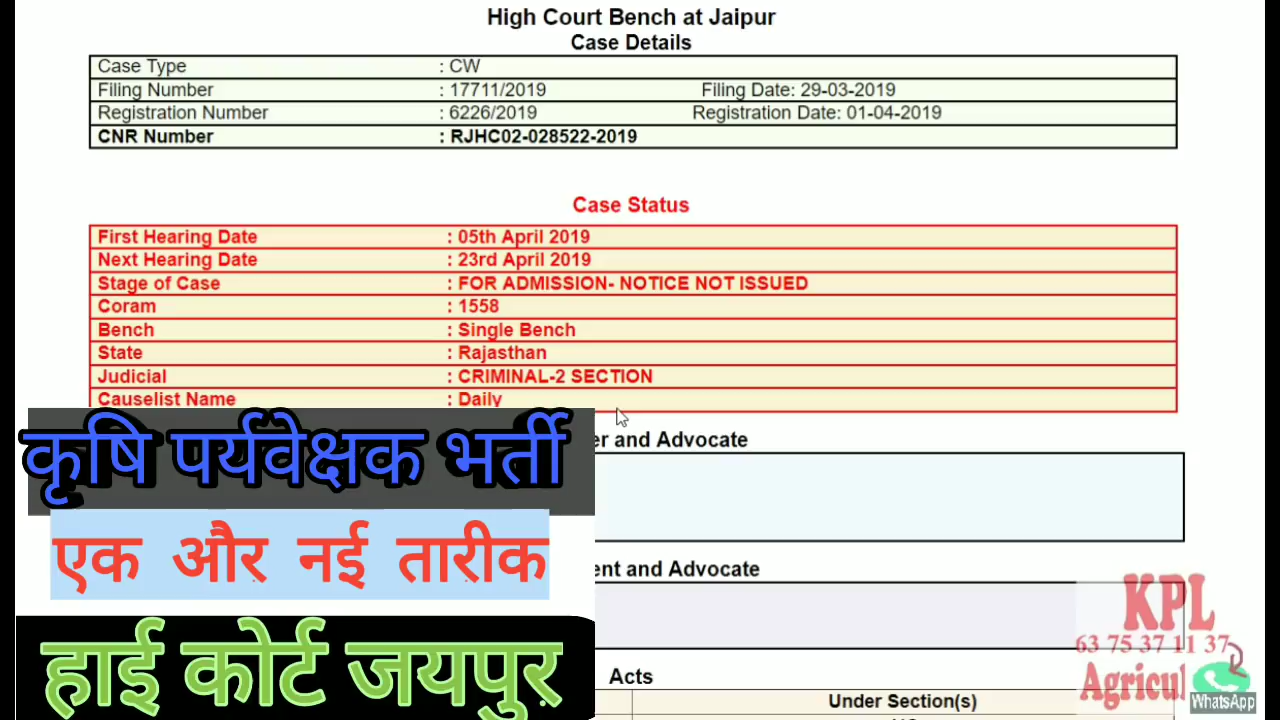 High Court Bench at Jaipur
Case Details
Case Type : CW
Filing Number : 17711/2019 Filing Date: 29-03-2019
Registration Number : 6226/2019 Registration Date: 01-04-2019
CNR Number : RJHC02-028522-2019
Case Status
First Hearing Date : 05th April 2019
Next Hearing Date : 23rd April 2019
Stage of Case : FOR ADMISSION- NOTICE NOT ISSUED
Coram : 1558
Bench : Single Bench
State : Rajasthan
Judicial : CRIMINAL-2 SECTION
Causelist Name : Daily
er and Advocate
कृषि पर्यवेक्षक भर्ती
एक और नई तारीक
ent and Advocate
हाई कोर्ट जयपुर
KPL
63 75 37 11 37
Agricul
WhatsApp
Acts
Under Section(s)